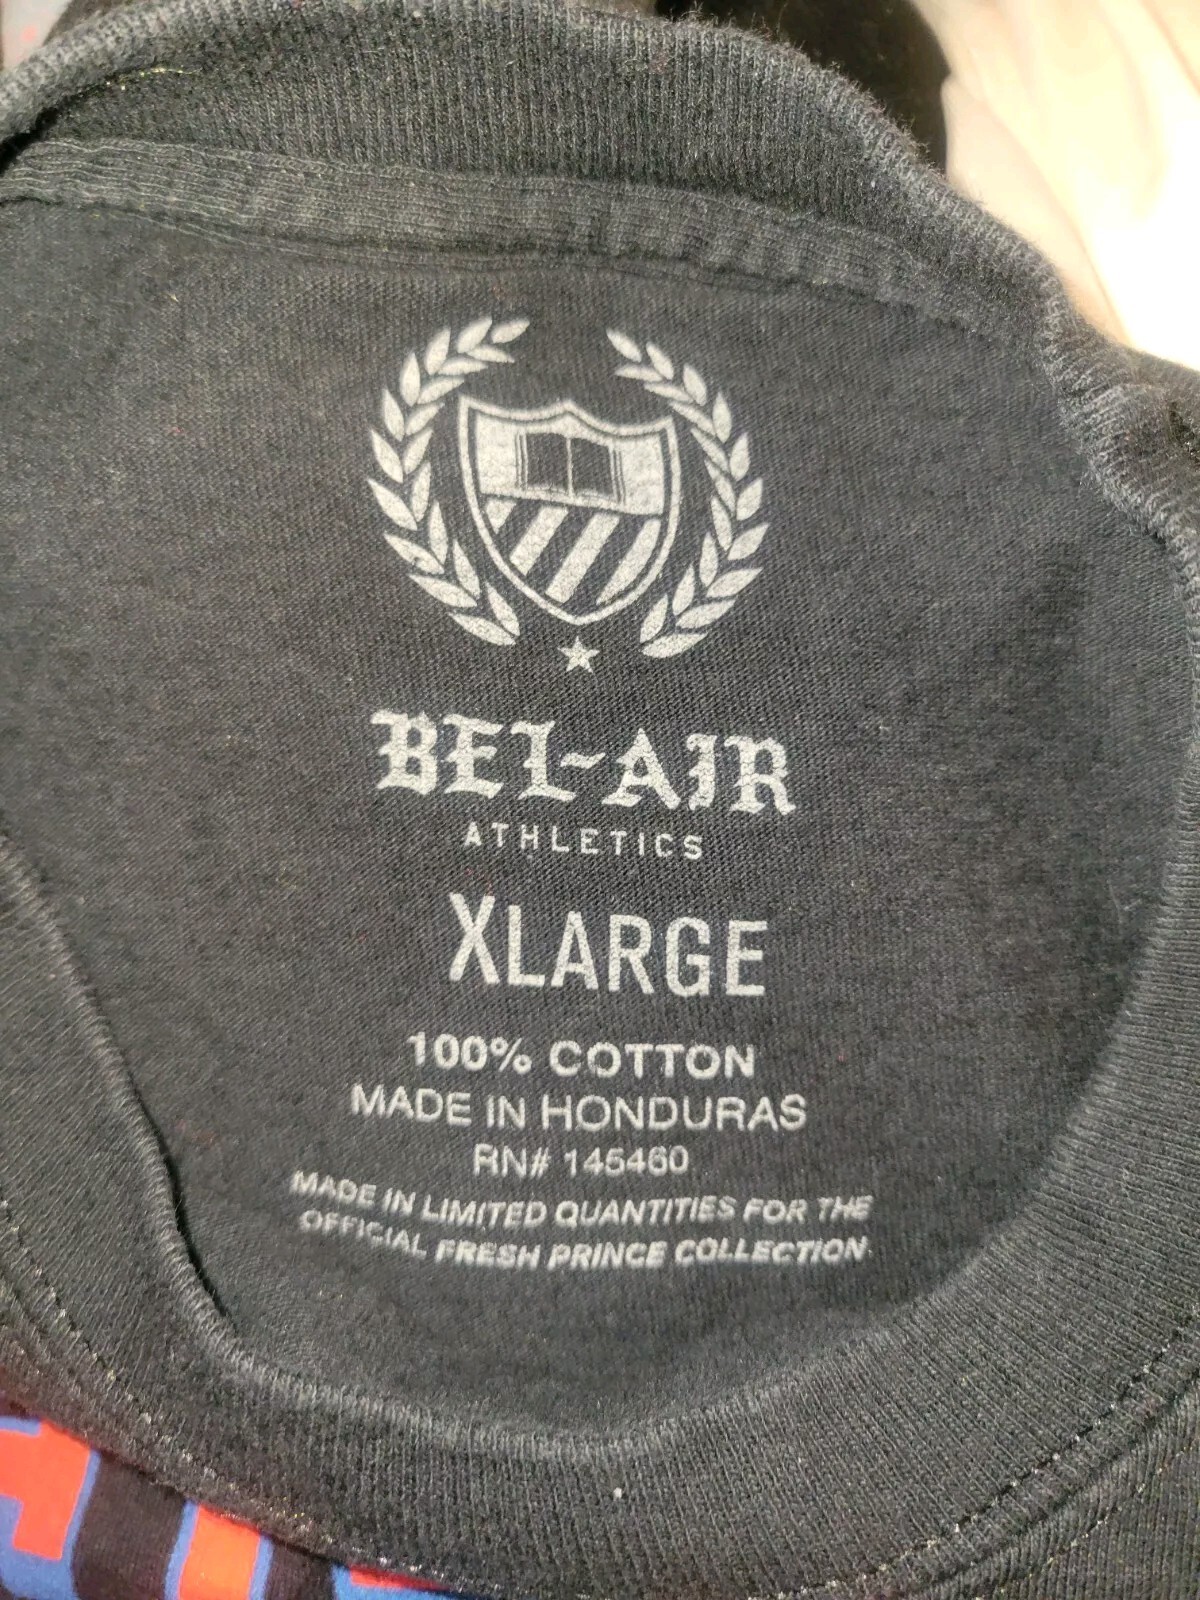 BEL-AIR
ATHLETICS
XLARGE
100% COTTON
MADE IN HONDURAS
RN# 145460
MADE IN LIMITED QUANTITIES FOR THE
OFFICIAL FRESH PRINCE COLLECTION